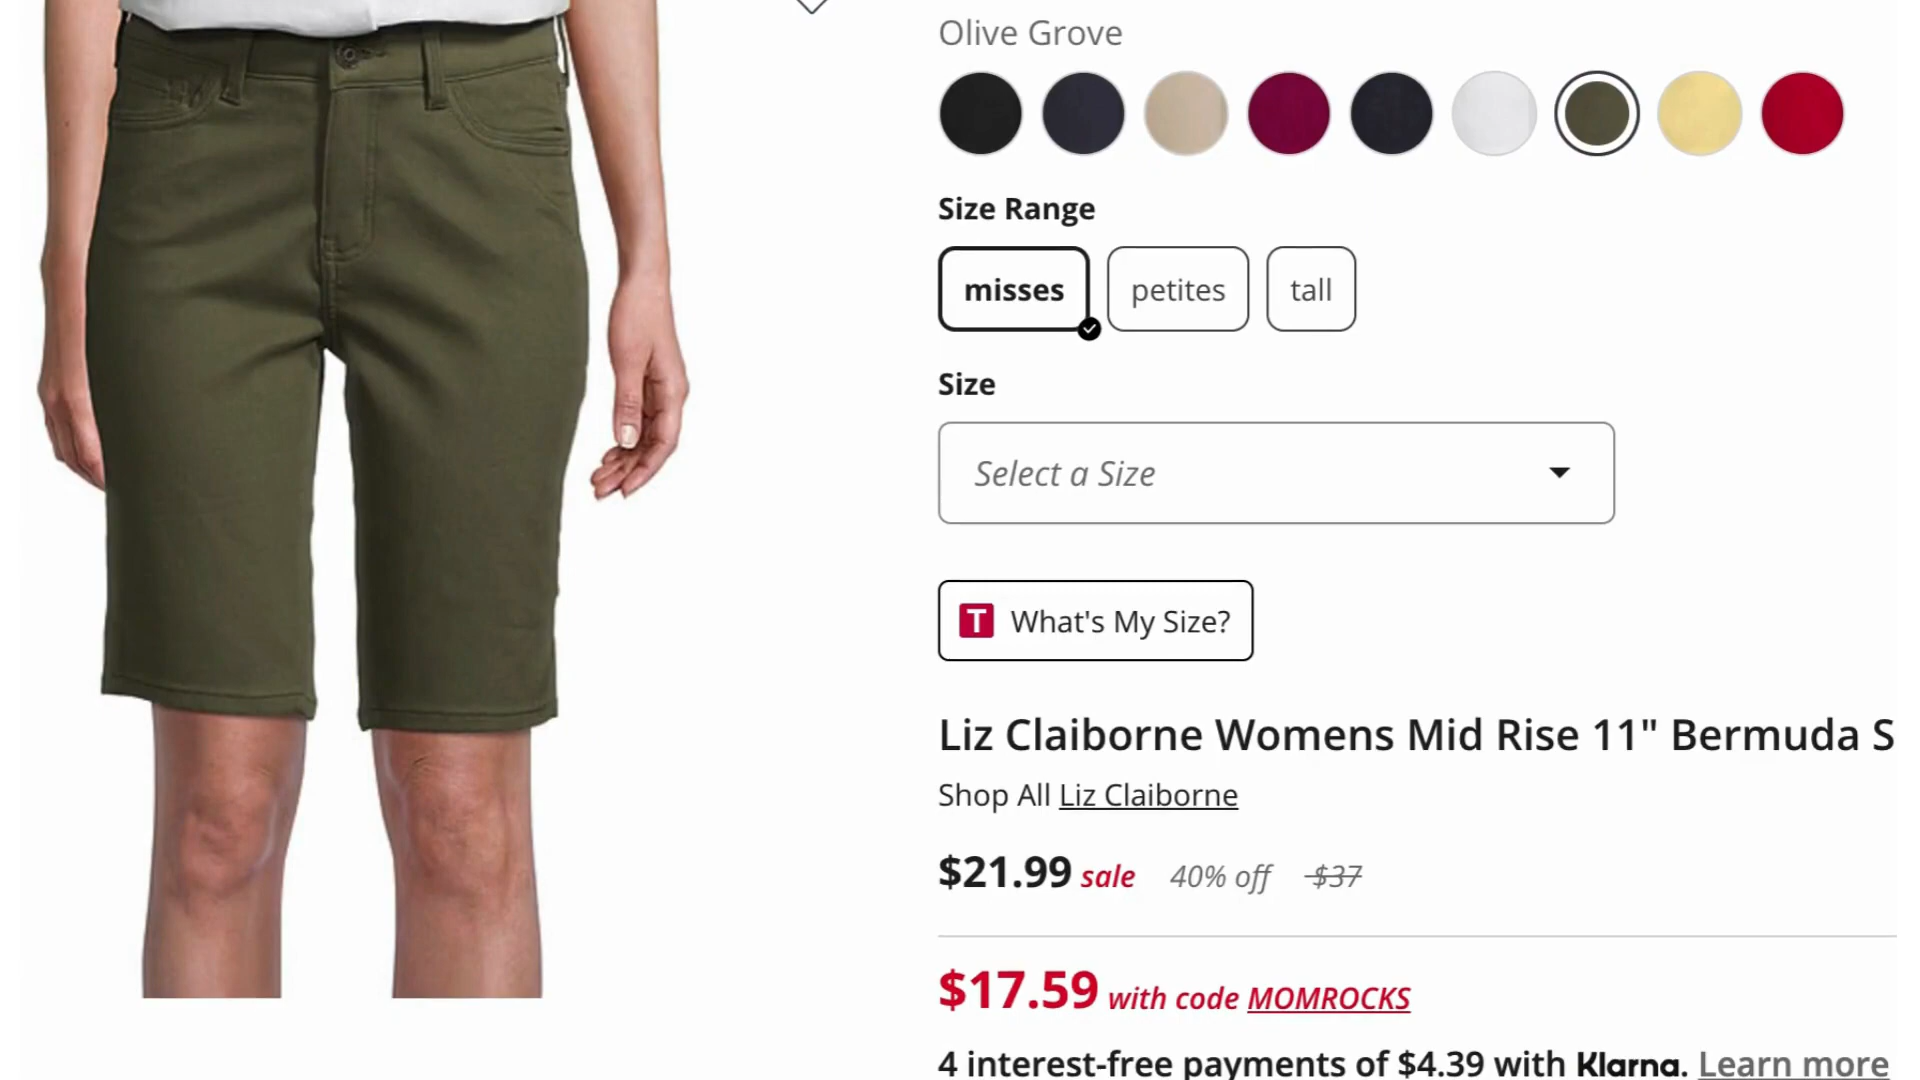 Olive Grove
Size Range
misses petites tall
Size
Select a Size
T What's My Size?
Liz Claiborne Womens Mid Rise 11" Bermuda S
Shop All Liz Claiborne
$21.99 sale 40% off $37
$17.59 with code MOMROCKS
4 interest-free payments of $4.39 with Klarna. Learn more